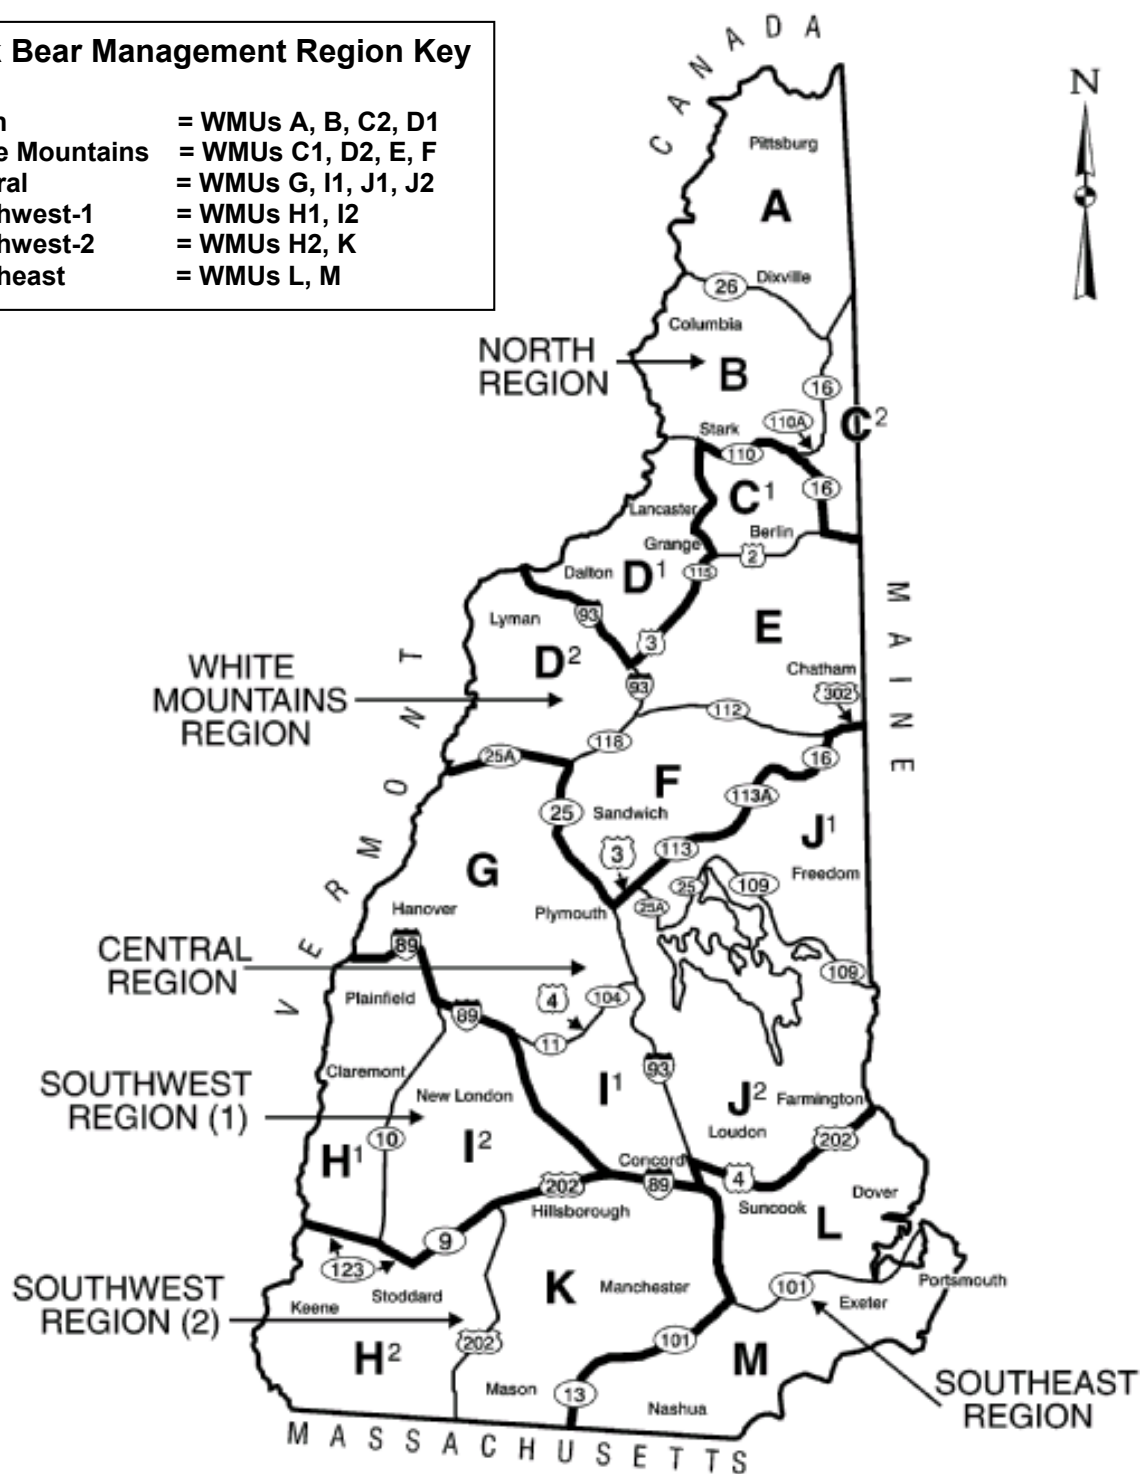 Bear Management Region Key
= WMUs A, B, C2, D1
Mountains = WMUs C1, D2, E, F
= WMUs G, I1, J1, J2
hwest-1 = WMUs H1, I2
hwest-2 = WMUs H2, K
heast = WMUs L, M
CANADA
N
Pittsburg
A
26
Dixville
Columbia
NORTH
REGION
B
16
C2
110A
Stark
110
C1
16
Lancaster
Grange
Berlin
2
Dalton
D1
115
93
Lyman
3
E
MAINE
D2
WHITE
MOUNTAINS
REGION
93
Chatham
302
112
118
25A
16
F
113A
25
Sandwich
VERMONT
3
113
J1
G
25
109
Freedom
25A
Hanover
Plymouth
89
CENTRAL
REGION
109
Plainfield
4
104
89
11
93
Claremont
SOUTHWEST
REGION (1)
New London
I1
J2
Farmington
10
Loudon
202
H1
I2
Concord
202
89
4
Hillsborough
Suncook
Dover
L
9
123
SOUTHWEST
REGION (2)
Stoddard
Keene
K
Manchester
101
Portsmouth
Exeter
202
101
H2
M
Mason
13
Nashua
SOUTHEAST
REGION
MASSACHUSETTS